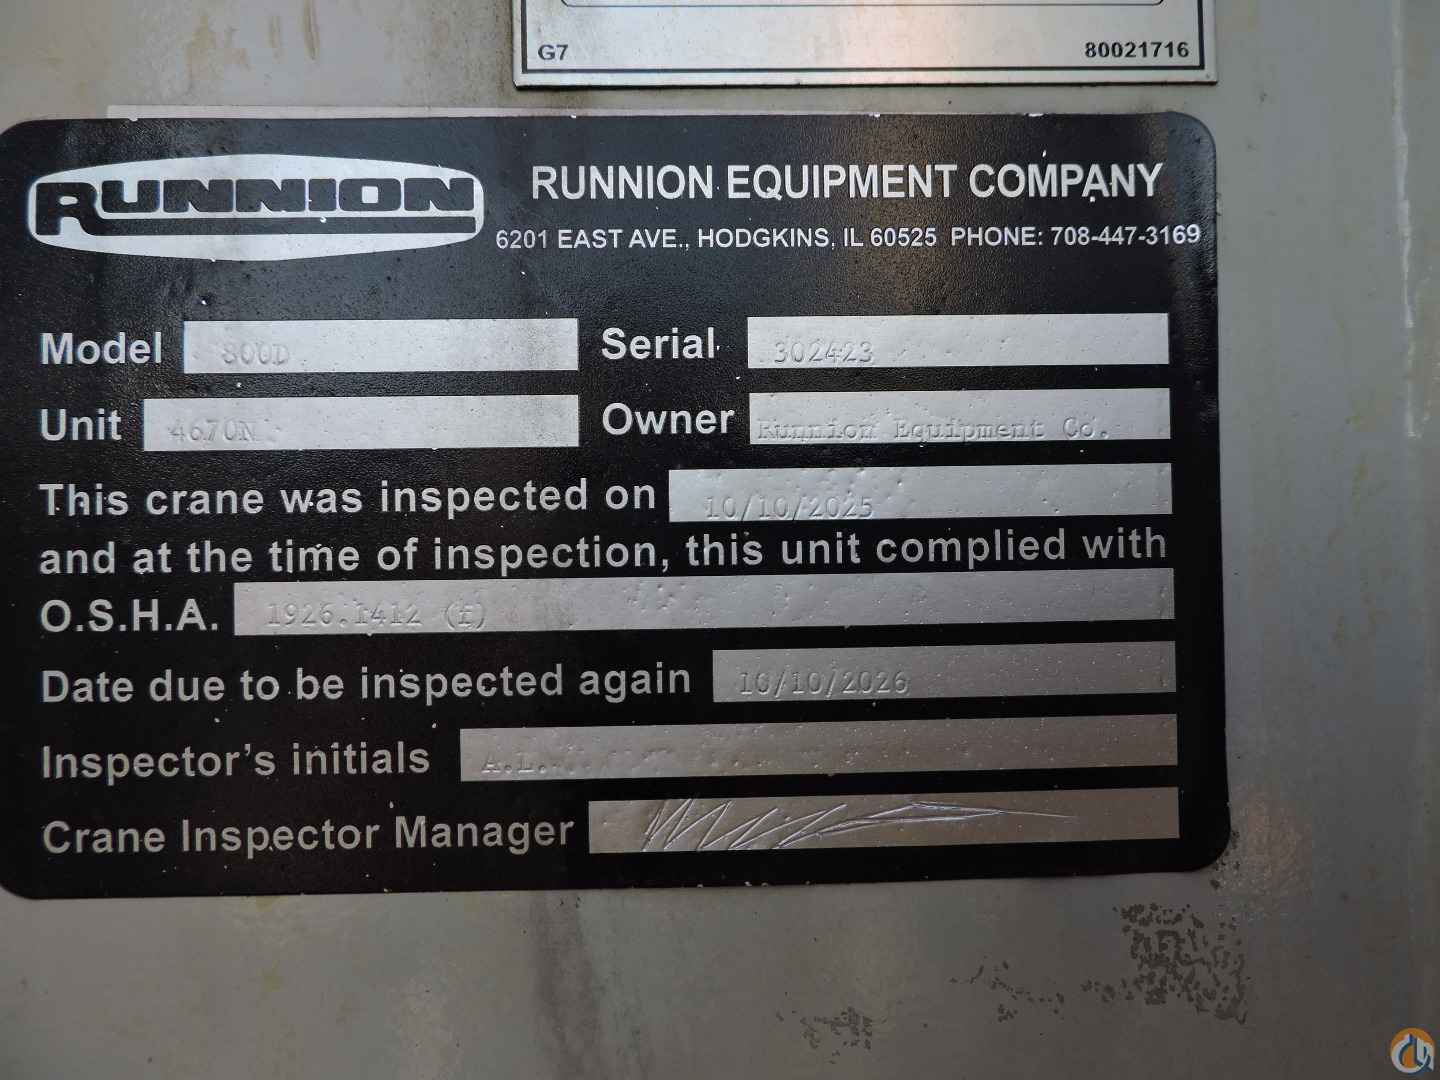 G7 80021716
RUNNION
RUNNION EQUIPMENT COMPANY
6201 EAST AVE., HODGKINS, IL 60525 PHONE: 708-447-3169
Model 800D Serial 302423
Unit 4670N Owner Runnion Equipment Co.
This crane was inspected on 10/10/2025
and at the time of inspection, this unit complied with
O.S.H.A. 1926.1412 (f)
Date due to be inspected again 10/10/2026
Inspector's initials A.L.
Crane Inspector Manager